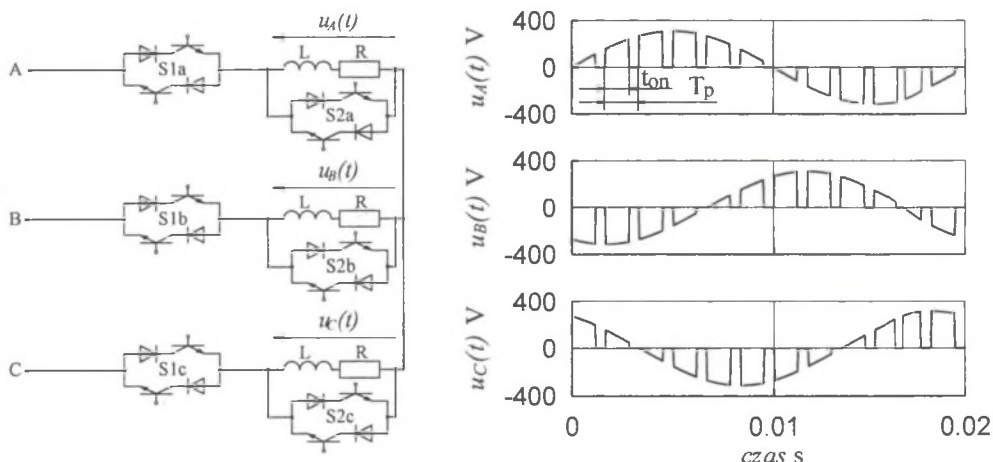 u_A(t)
A
S1a
L
R
S2a
u_B(t)
B
S1b
L
R
S2b
u_C(t)
C
S1c
L
R
S2c
u_A(t) V
400
0
-400
t_on
T_p
u_B(t) V
400
0
-400
u_C(t) V
400
0
-400
0
0.01
0.02
czas s